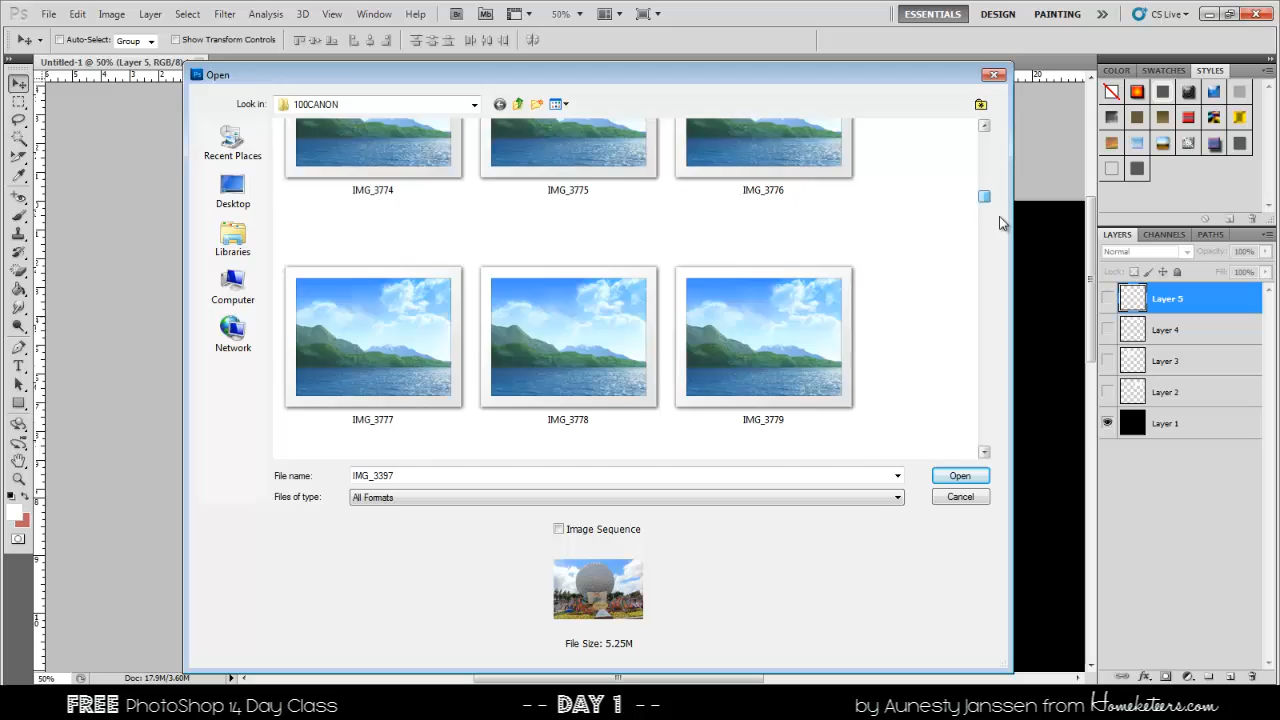 Ps File Edit Image Layer Select Filter Analysis 3D View Window Help Br Mb 50% ESSENTIALS DESIGN PAINTING CS Live
Auto-Select: Group Show Transform Controls
Untitled-1 @ 50% (Layer 5, RGB/8)
Ps Open
Look in: 100CANON
Recent Places
Desktop
Libraries
Computer
Network
IMG_3774 IMG_3775 IMG_3776
IMG_3777 IMG_3778 IMG_3779
File name: IMG_3397 Open
Files of type: All Formats Cancel
Image Sequence
File Size: 5.25M
COLOR SWATCHES STYLES
LAYERS CHANNELS PATHS
Normal Opacity: 100%
Lock: Fill: 100%
Layer 5
Layer 4
Layer 3
Layer 2
Layer 1
50% Doc: 17.9M/3.60M
FREE PhotoShop 14 Day Class -- DAY 1 -- by Aunesty Janssen from Homeketeers.com